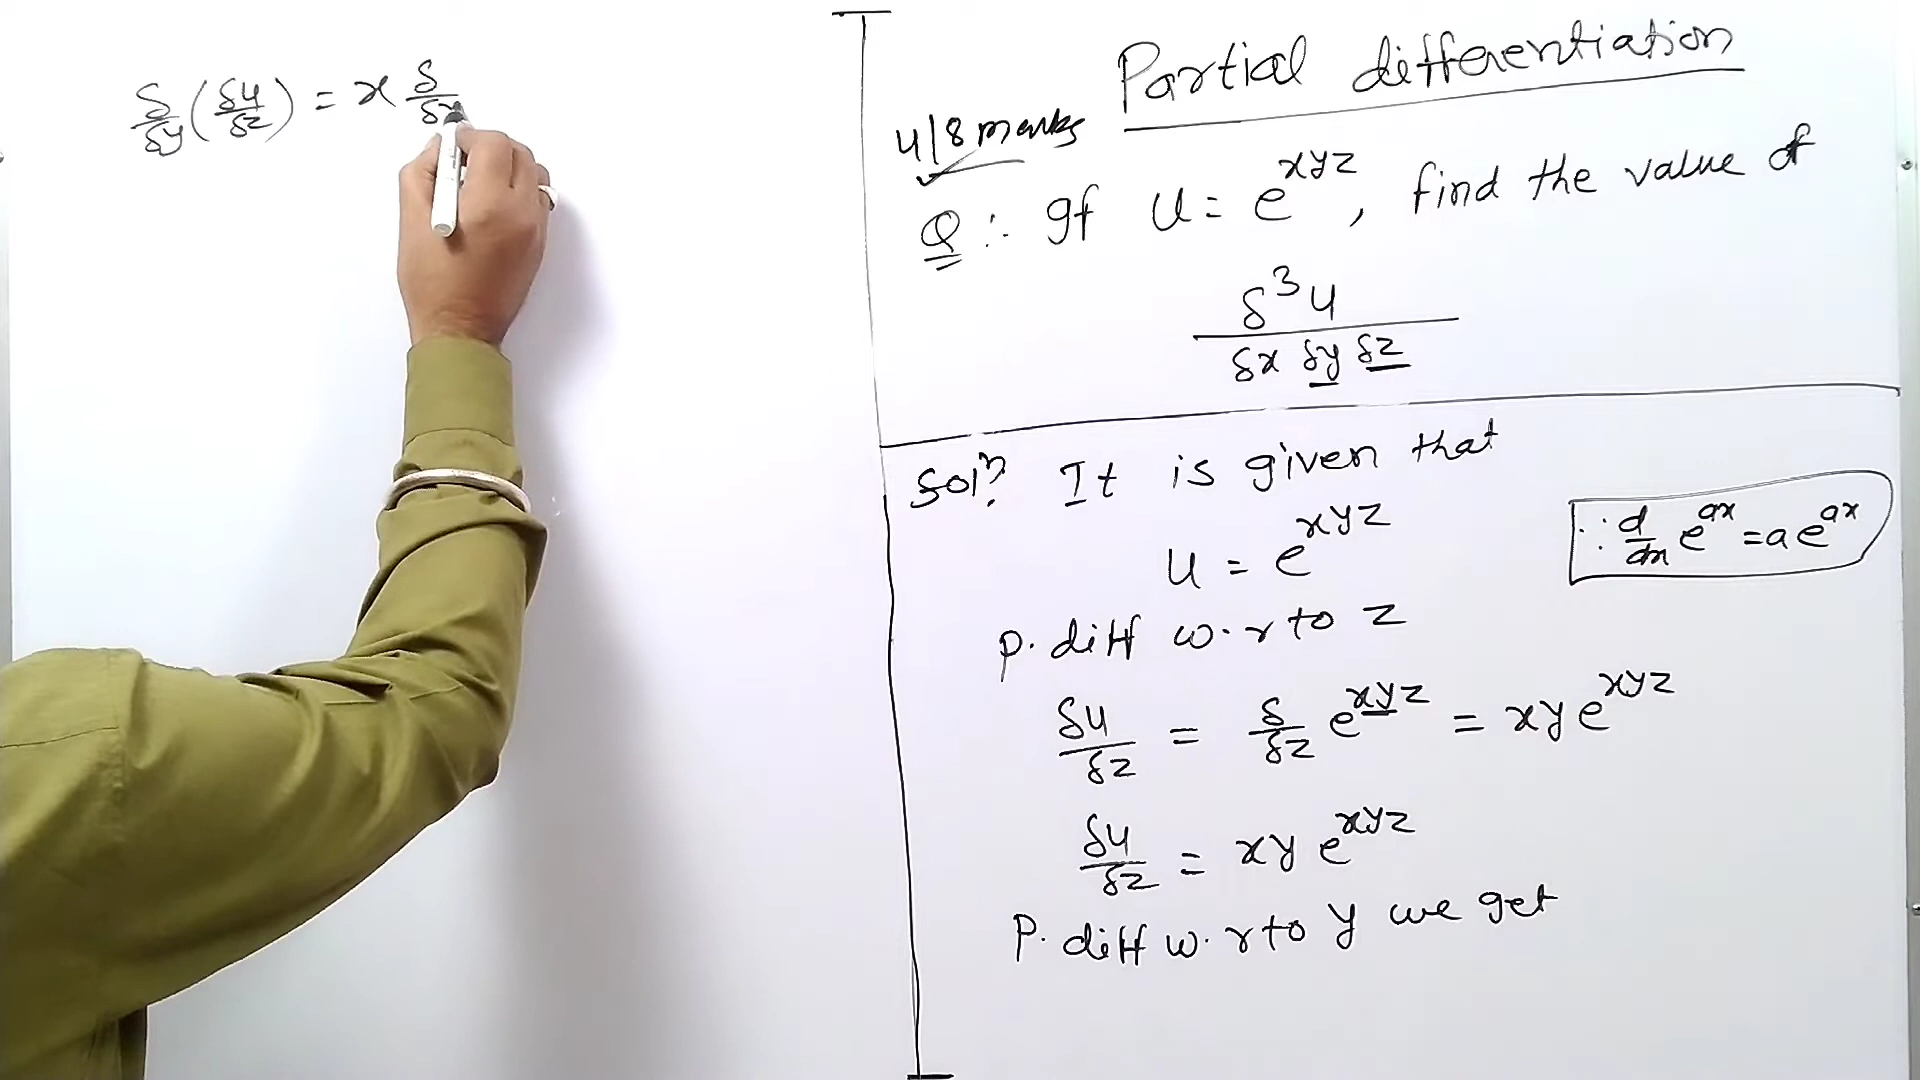 δ/δy (δu/δz) = x δ/δy
Partial differentiation
4/8 marks
Q ∴ If u = e^xyz, find the value of
δ³u / δx δy δz
Solⁿ. It is given that
u = e^xyz
∵ d/dx e^ax = a e^ax
P. diff w.r to z
δu/δz = δ/δz e^xyz = xy e^xyz
δu/δz = xy e^xyz
P. diff w.r to y we get